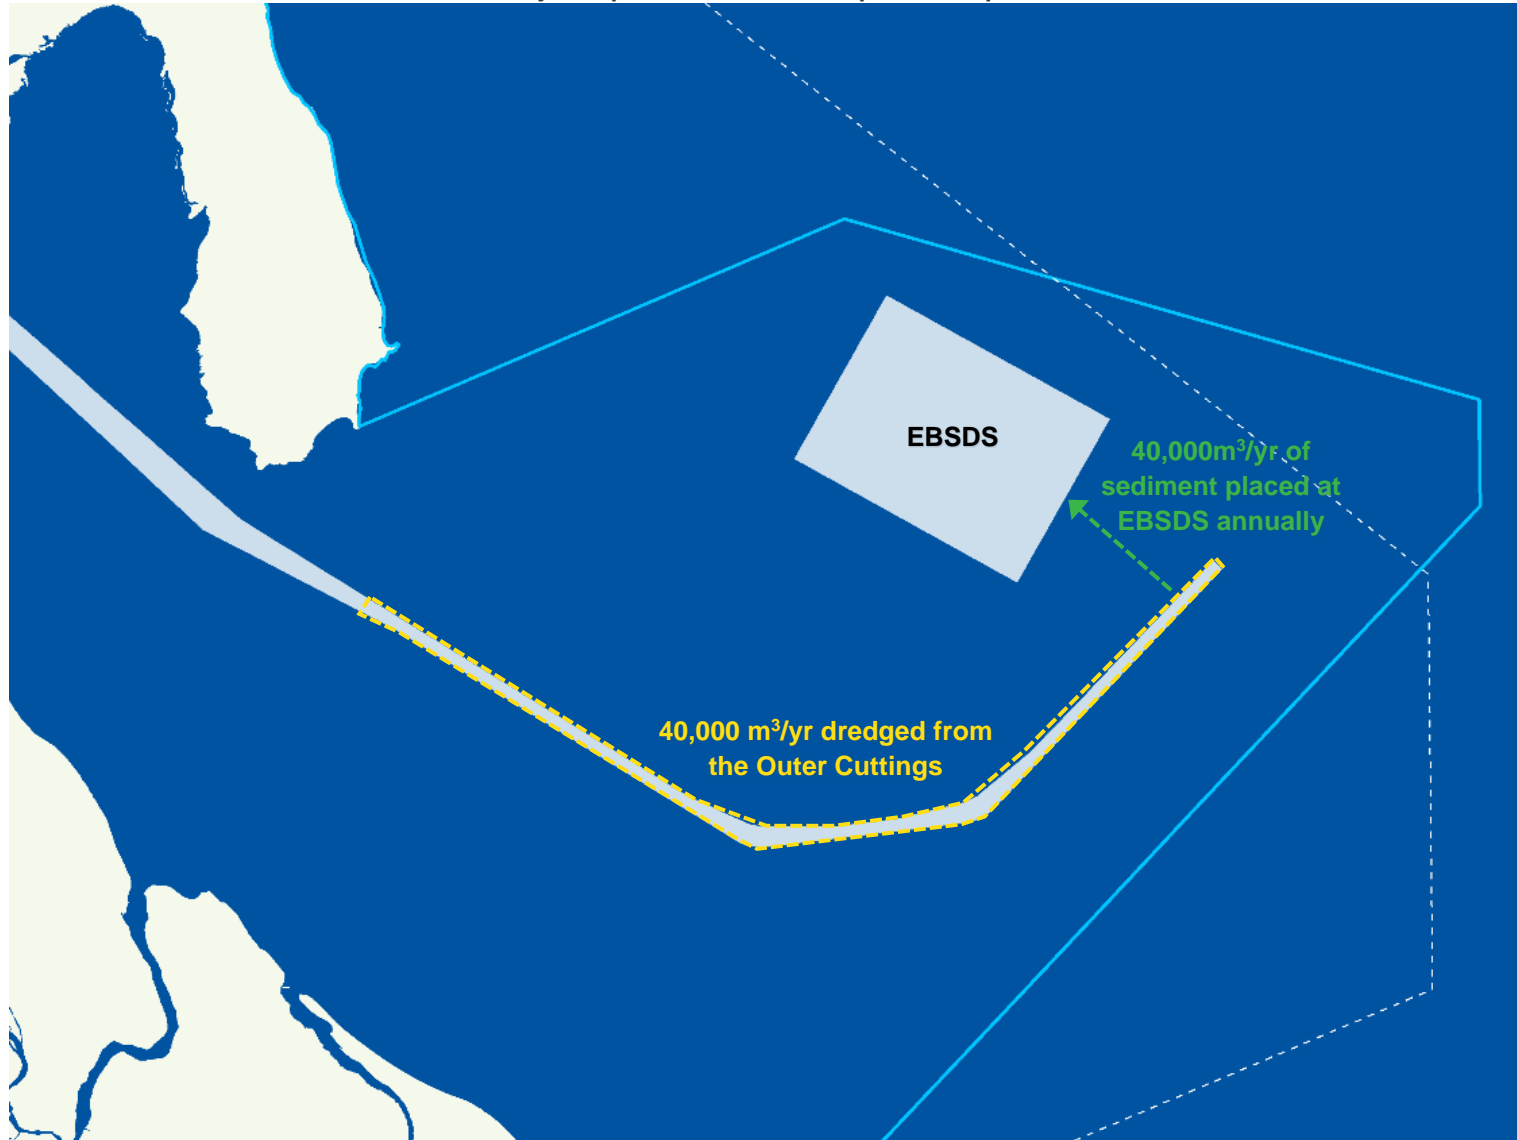 EBSDS
40,000m³/yr of
sediment placed at
EBSDS annually
40,000 m³/yr dredged from
the Outer Cuttings